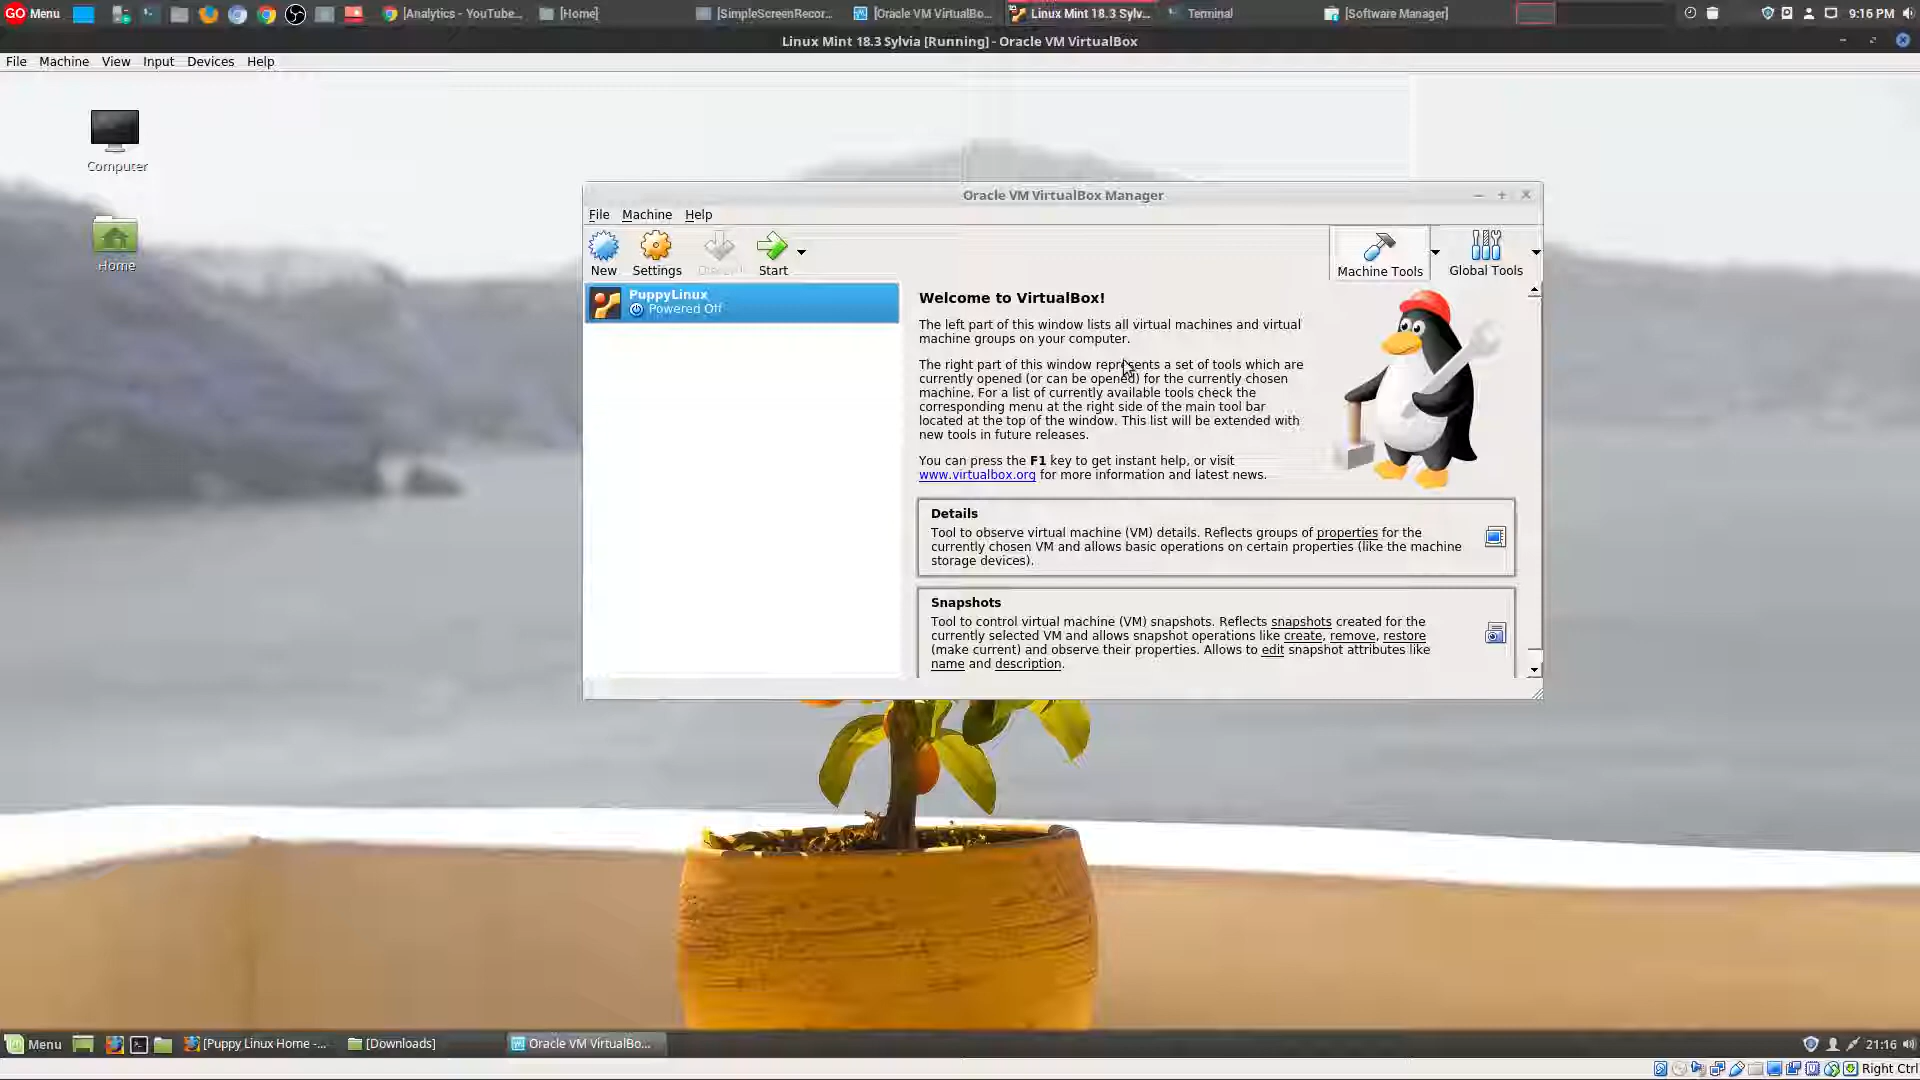 GO Menu
[Analytics - YouTube...
[Home]
[SimpleScreenRecor...
[Oracle VM VirtualBo...
Linux Mint 18.3 Sylv...
Terminal
[Software Manager]
9:16 PM
Linux Mint 18.3 Sylvia [Running] - Oracle VM VirtualBox
File Machine View Input Devices Help
Computer
Home
Oracle VM VirtualBox Manager
File Machine Help
New Settings Start Machine Tools Global Tools
PuppyLinux
Powered Off
Welcome to VirtualBox!
The left part of this window lists all virtual machines and virtual
machine groups on your computer.
The right part of this window represents a set of tools which are
currently opened (or can be opened) for the currently chosen
machine. For a list of currently available tools check the
corresponding menu at the right side of the main tool bar
located at the top of the window. This list will be extended with
new tools in future releases.
You can press the F1 key to get instant help, or visit
www.virtualbox.org for more information and latest news.
Details
Tool to observe virtual machine (VM) details. Reflects groups of properties for the
currently chosen VM and allows basic operations on certain properties (like the machine
storage devices).
Snapshots
Tool to control virtual machine (VM) snapshots. Reflects snapshots created for the
currently selected VM and allows snapshot operations like create, remove, restore
(make current) and observe their properties. Allows to edit snapshot attributes like
name and description.
Menu
[Puppy Linux Home -...
[Downloads]
Oracle VM VirtualBo...
21:16
Right Ctrl